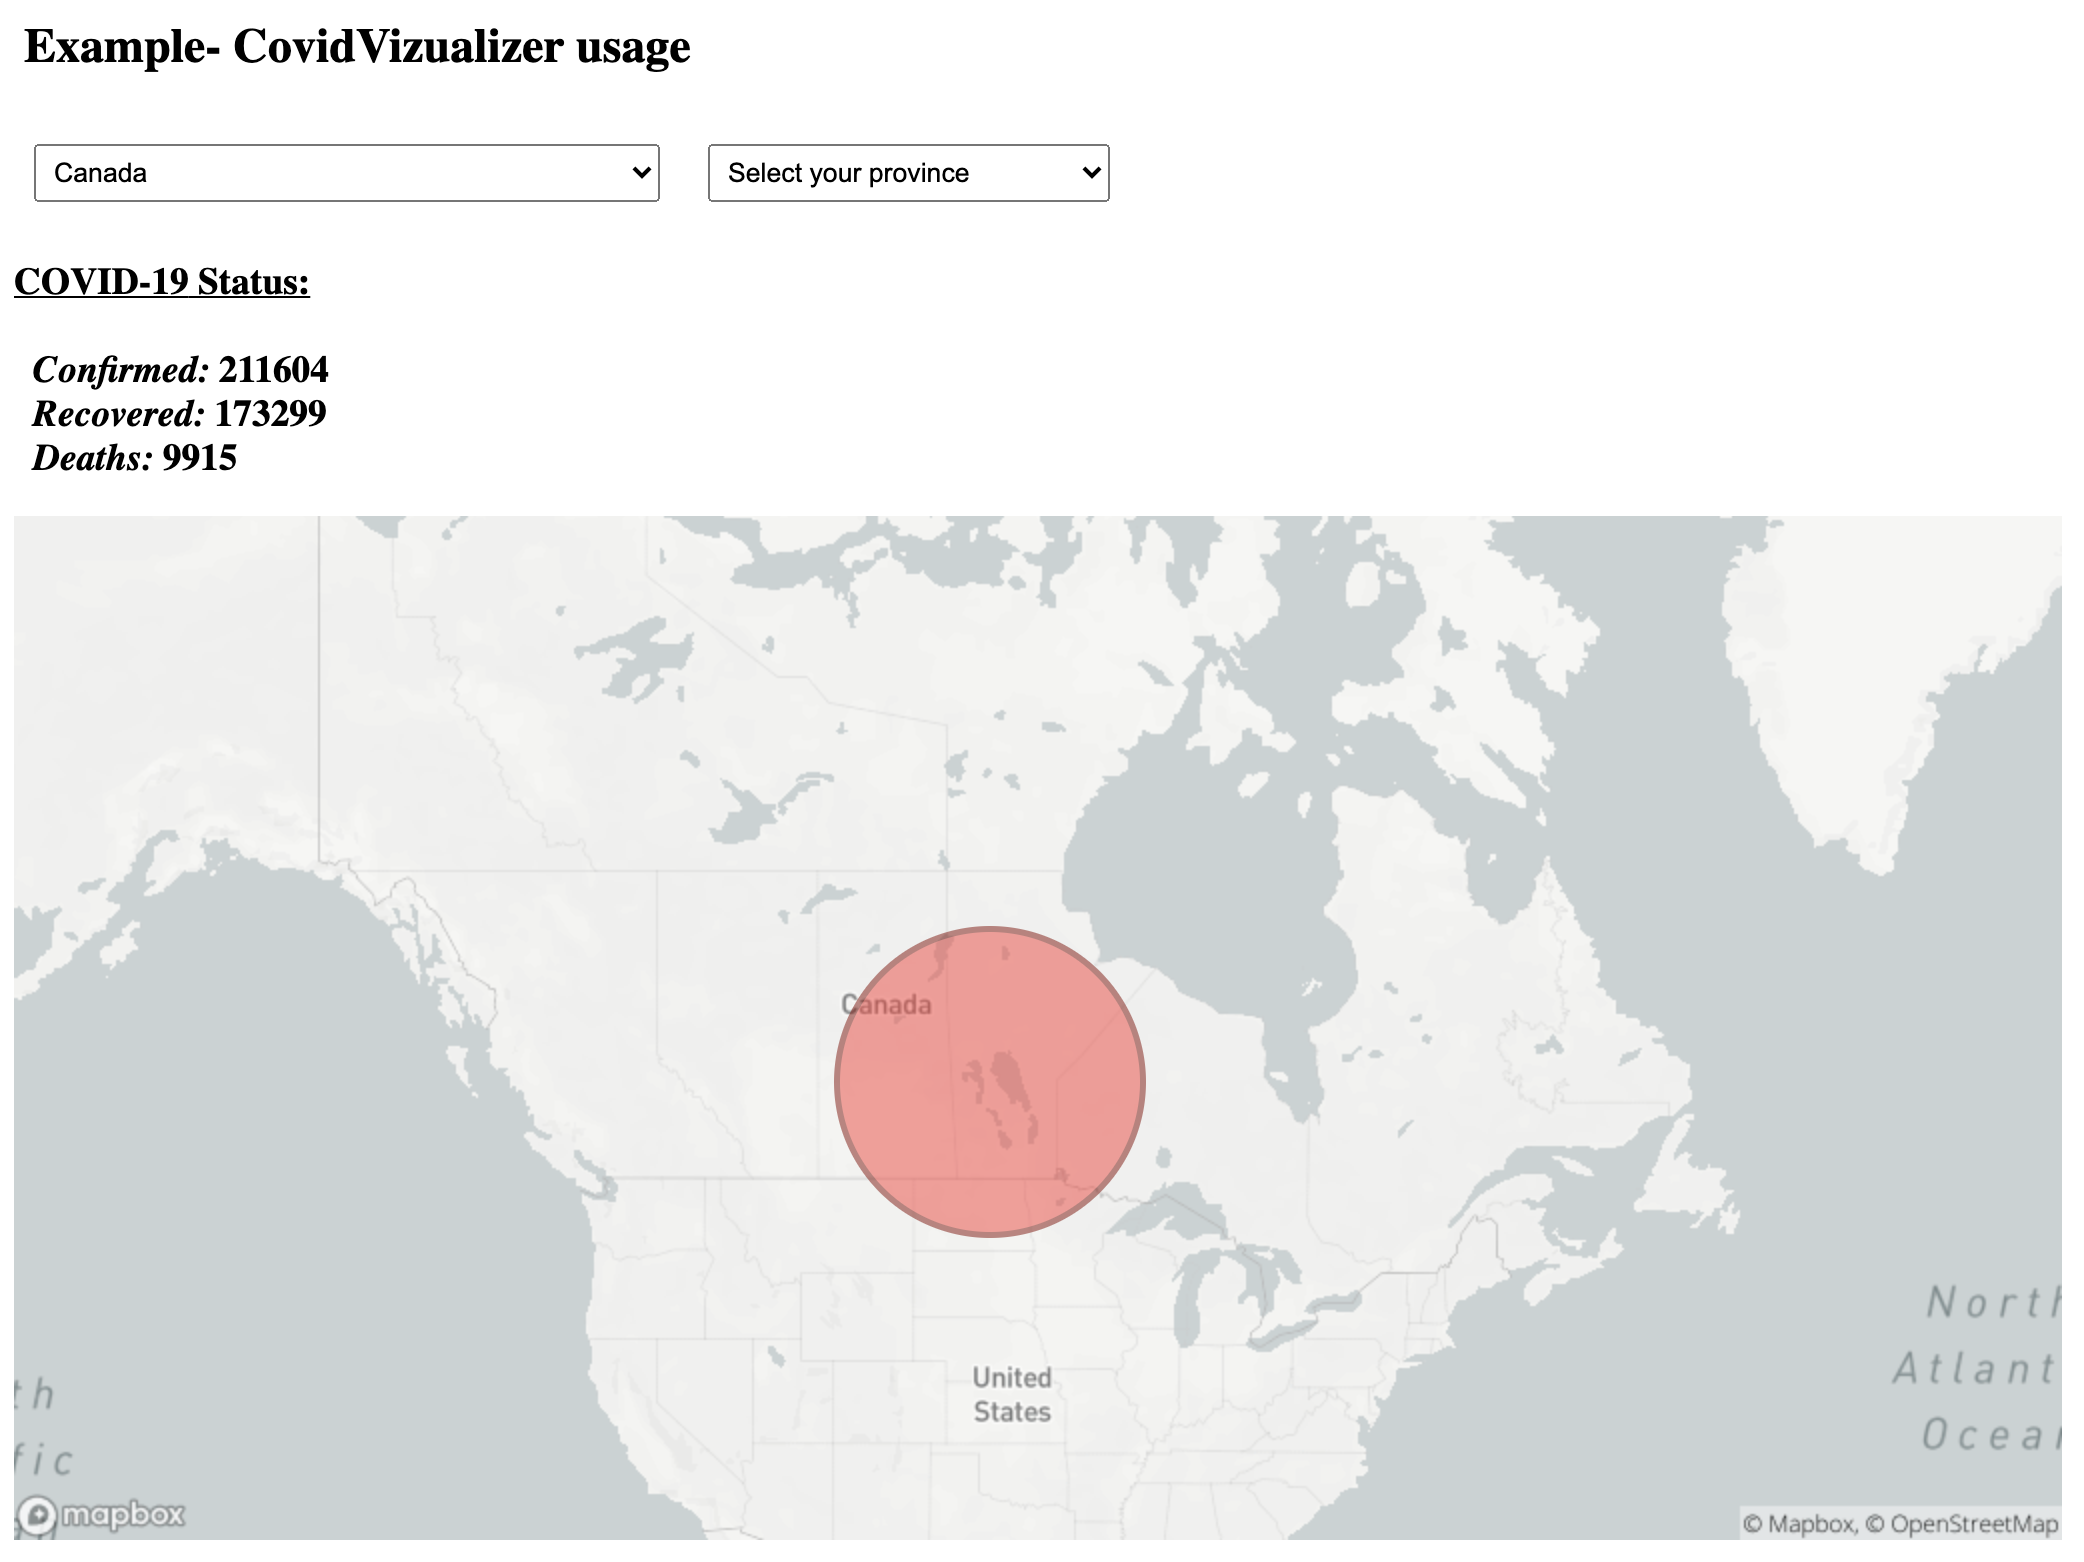 Example- CovidVizualizer usage
Canada
Select your province
COVID-19 Status:
Confirmed: 211604
Recovered: 173299
Deaths: 9915
Canada
United
States
North
Atlant
Ocea
th
fic
mapbox
© Mapbox, © OpenStreetMap